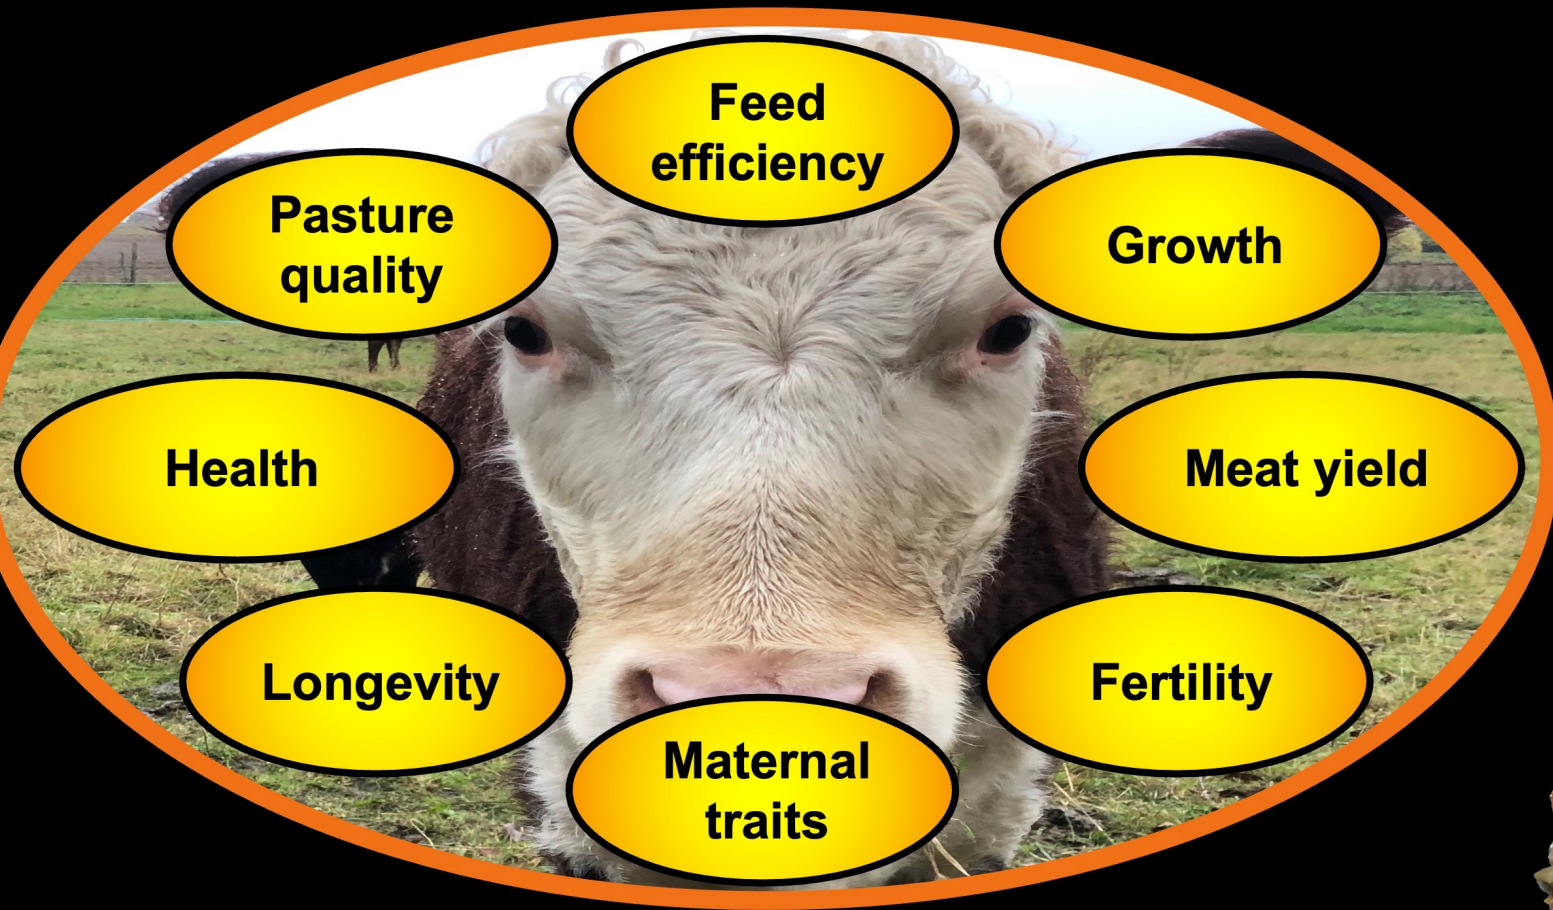 Feed
efficiency
Pasture
quality
Growth
Health
Meat yield
Longevity
Fertility
Maternal
traits